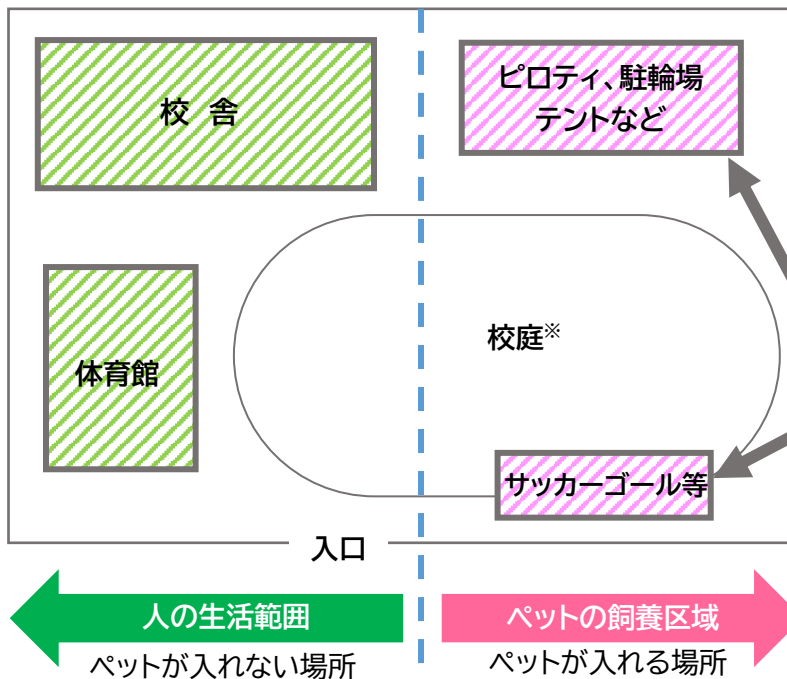 校 舎
ピロティ、駐輪場
テントなど
校庭※
体育館
サッカーゴール等
入口
人の生活範囲
ペットの飼養区域
ペットが入れない場所
ペットが入れる場所